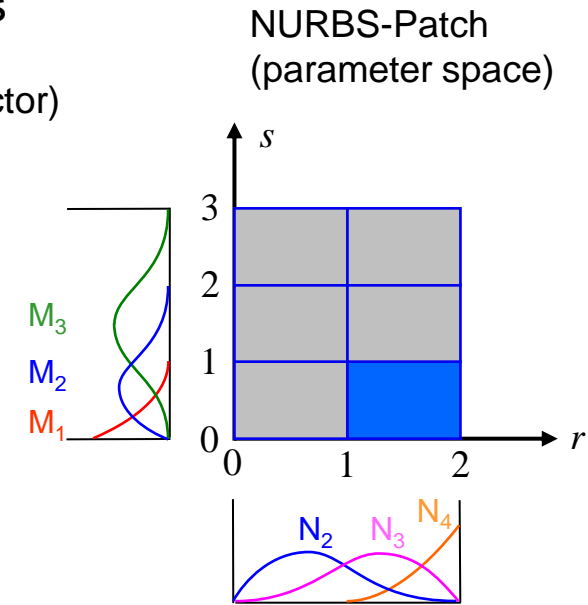 s
NURBS-Patch
(parameter space)
ctor)
s
3
2
1
0
M3
M2
M1
r
0 1 2
N2 N3 N4